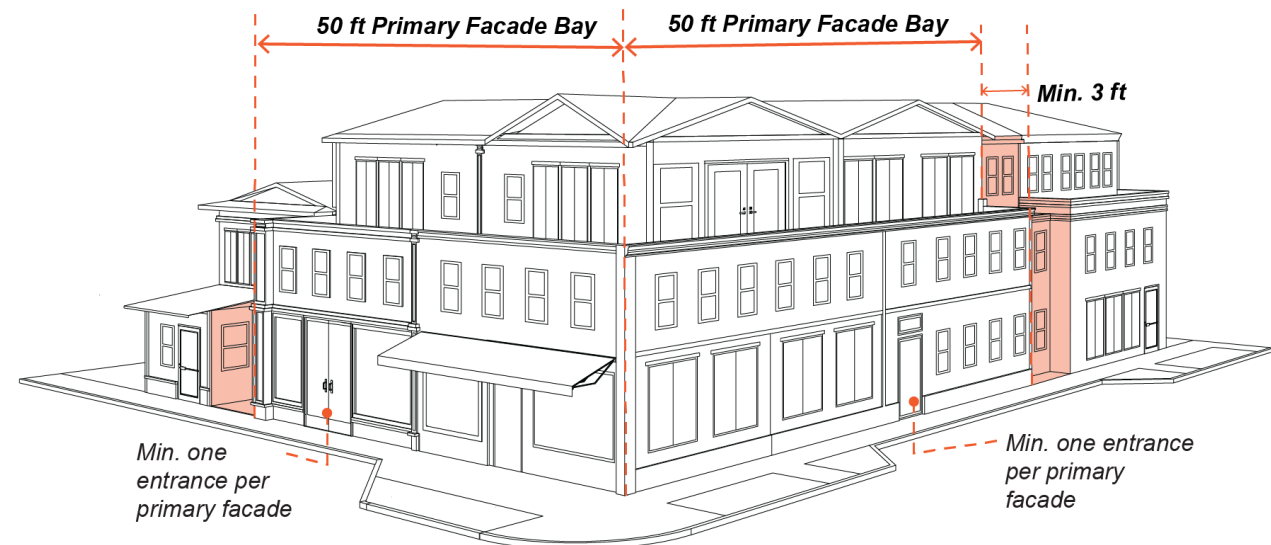 50 ft Primary Facade Bay
50 ft Primary Facade Bay
Min. 3 ft
Min. one
entrance per
primary facade
Min. one entrance
per primary
facade